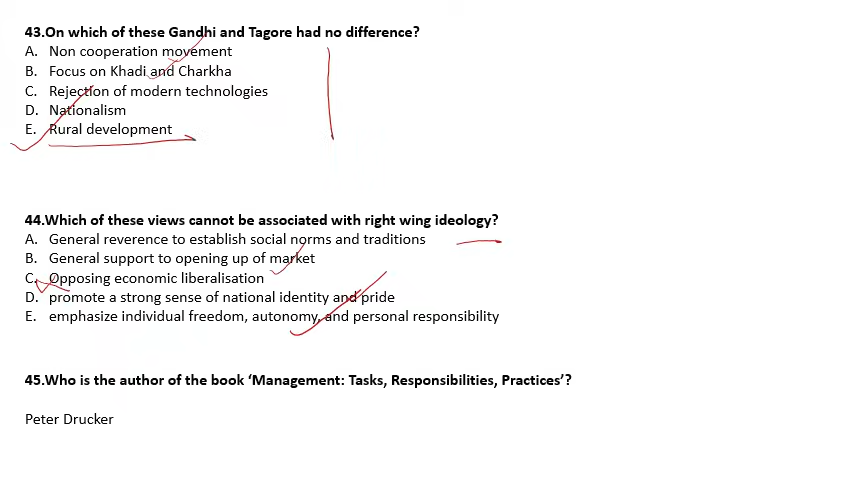 43.On which of these Gandhi and Tagore had no difference?
A. Non cooperation movement
B. Focus on Khadi and Charkha
C. Rejection of modern technologies
D. Nationalism
E. Rural development
44.Which of these views cannot be associated with right wing ideology?
A. General reverence to establish social norms and traditions
B. General support to opening up of market
C. Opposing economic liberalisation
D. promote a strong sense of national identity and pride
E. emphasize individual freedom, autonomy, and personal responsibility
45.Who is the author of the book ‘Management: Tasks, Responsibilities, Practices’?
Peter Drucker